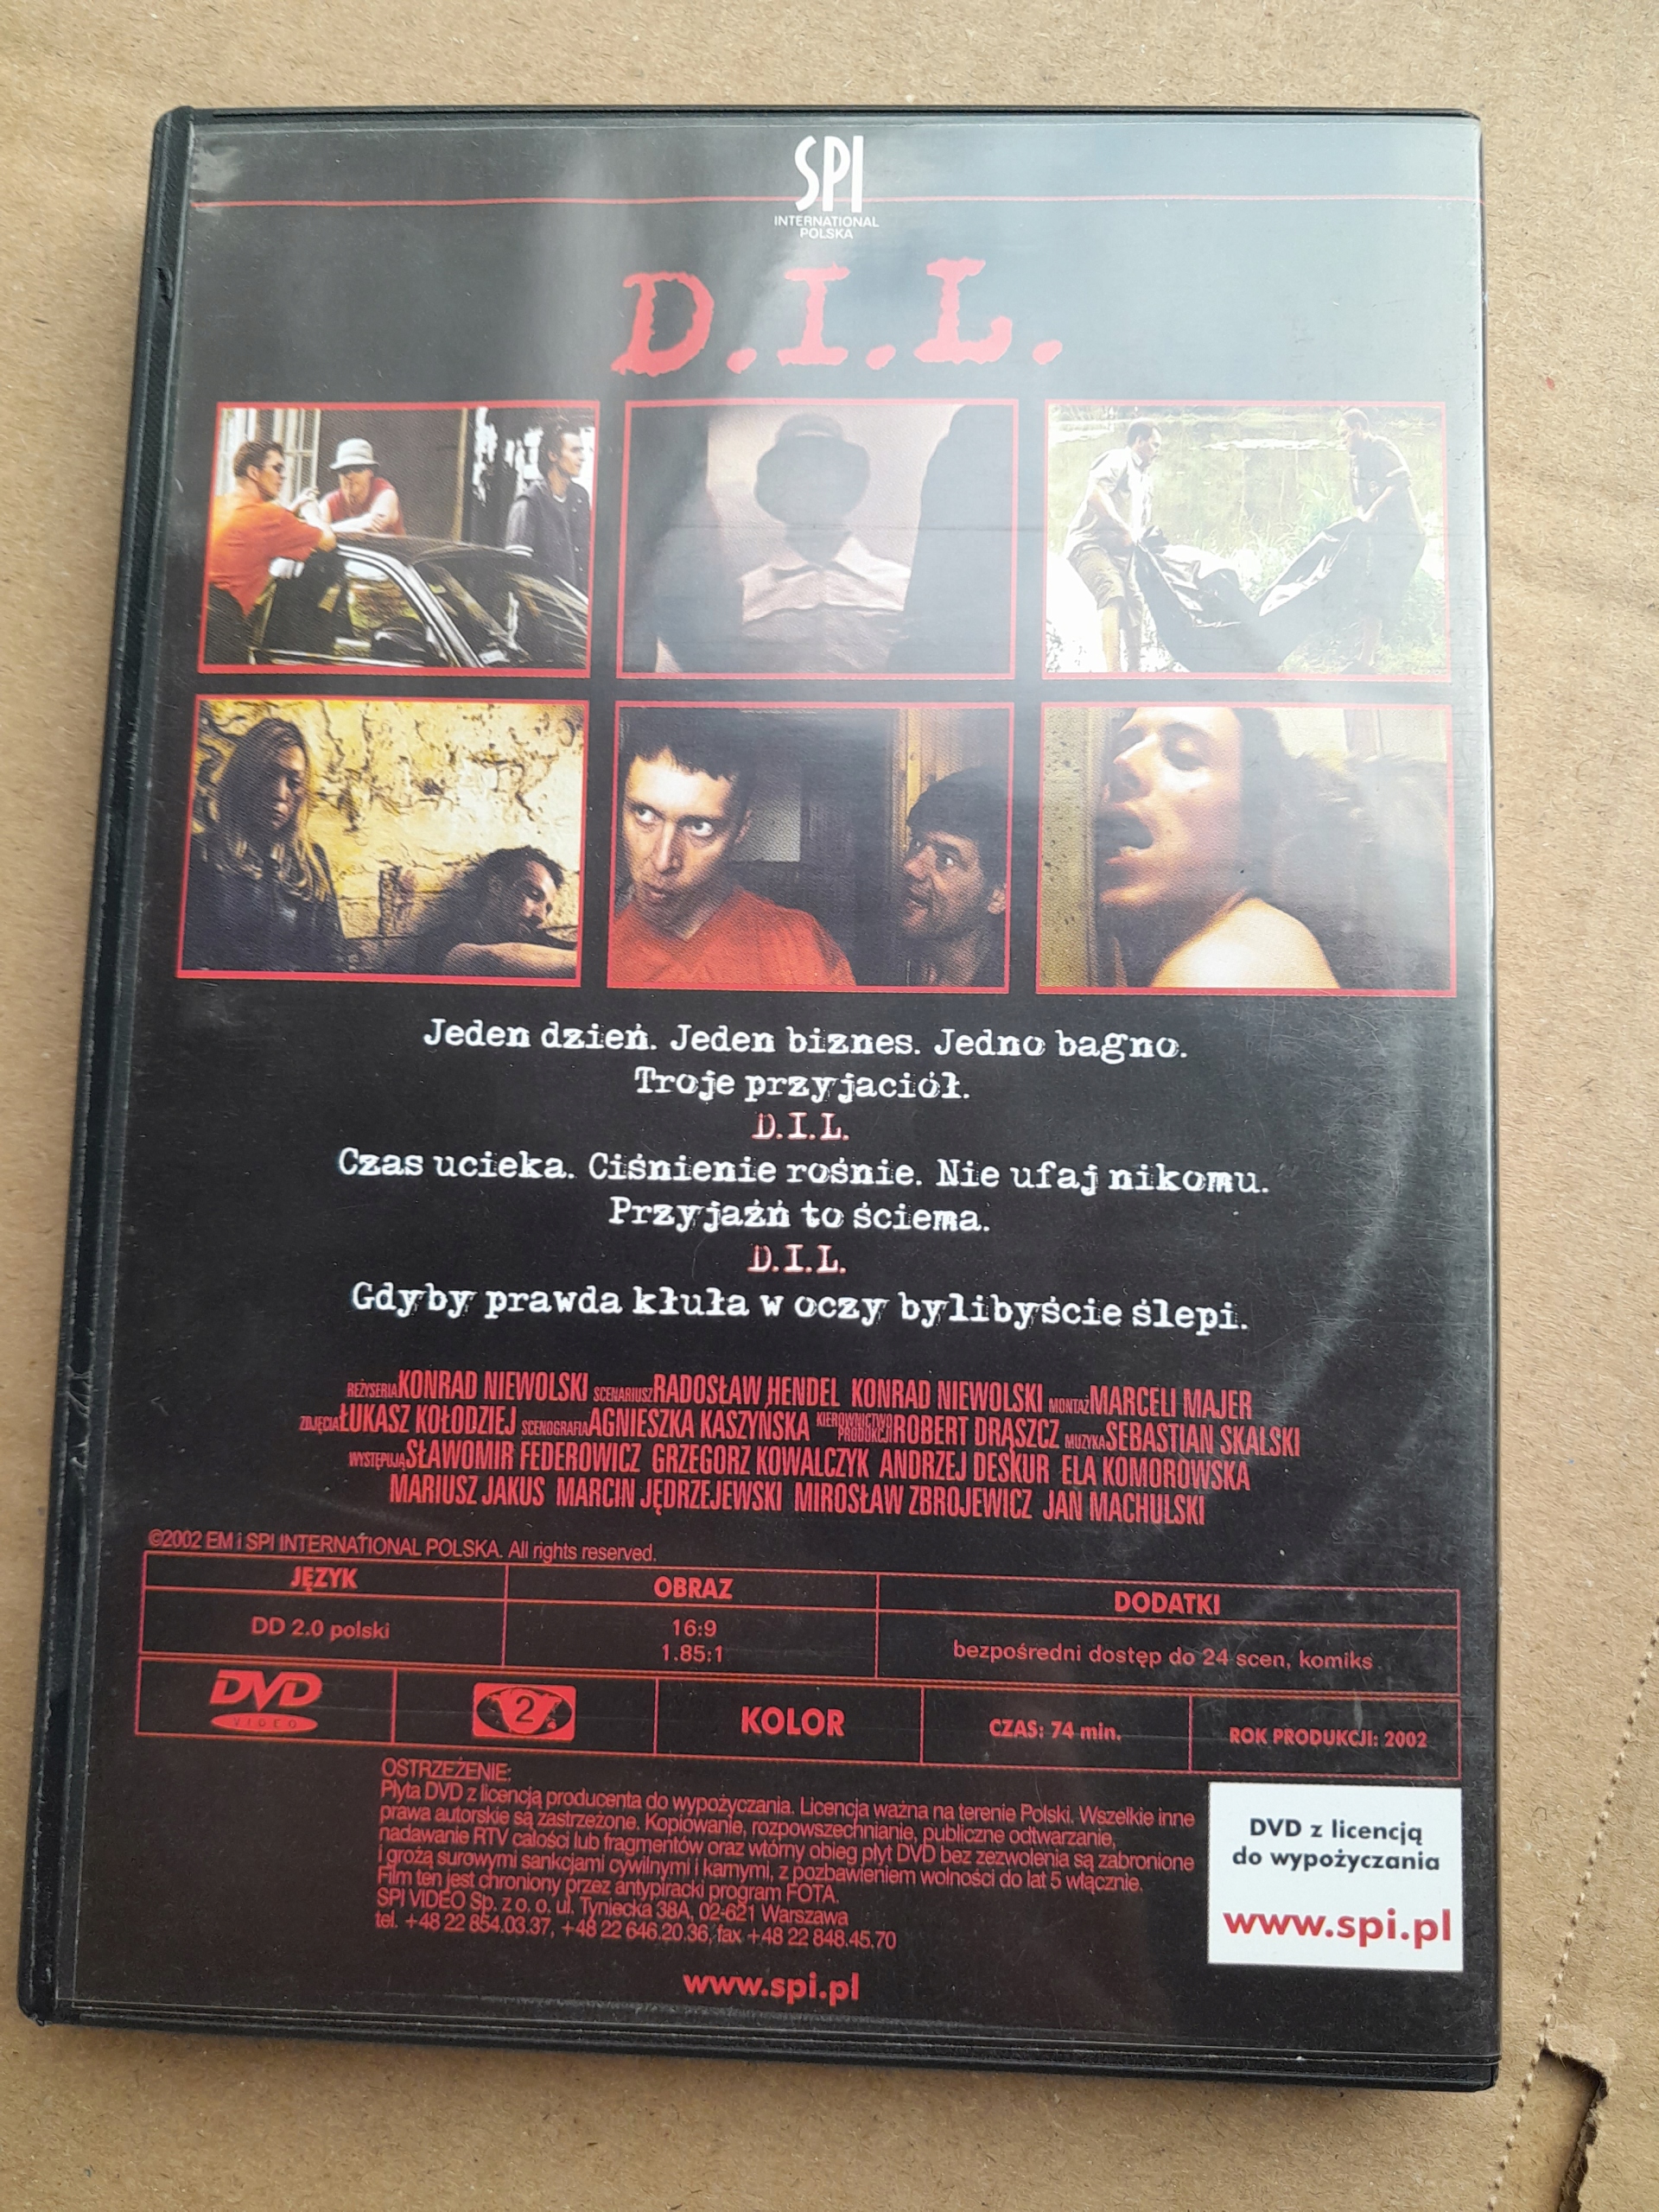 SPI
INTERNATIONAL
POLSKA
D.I.L.
Jeden dzień. Jeden biznes. Jedno bagno.
Troje przyjaciół.
D.I.L.
Czas ucieka. Ciśnienie rośnie. Nie ufaj nikomu.
Przyjaźń to ściema.
D.I.L.
Gdyby prawda kłuła w oczy bylibyście ślepi.
REŻYSERIA KONRAD NIEWOLSKI SCENARIUSZ RADOSŁAW HENDEL KONRAD NIEWOLSKI MONTAŻ MARCELI MAJER
ZDJĘCIA ŁUKASZ KOŁODZIEJ SCENOGRAFIA AGNIESZKA KASZYŃSKA KIEROWNICTWO PRODUKCJI ROBERT DRĄSZCZ MUZYKA SEBASTIAN SKALSKI
WYSTĘPUJĄ SŁAWOMIR FEDEROWICZ GRZEGORZ KOWALCZYK ANDRZEJ DESKUR ELA KOMOROWSKA
MARIUSZ JAKUS MARCIN JĘDRZEJEWSKI MIROSŁAW ZBROJEWICZ JAN MACHULSKI
©2002 EM i SPI INTERNATIONAL POLSKA. All rights reserved.
JĘZYK OBRAZ DODATKI
DD 2.0 polski
16:9
1.85:1
bezpośredni dostęp do 24 scen, komiks
DVD
VIDEO
2
KOLOR
CZAS: 74 min.
ROK PRODUKCJI: 2002
OSTRZEŻENIE:
Płyta DVD z licencją producenta do wypożyczania. Licencja ważna na terenie Polski. Wszelkie inne
prawa autorskie są zastrzeżone. Kopiowanie, rozpowszechnianie, publiczne odtwarzanie,
nadawanie RTV całości lub fragmentów oraz wtórny obieg płyt DVD bez zezwolenia są zabronione
i grożą surowymi sankcjami cywilnymi i karnymi, z pozbawieniem wolności do lat 5 włącznie.
Film ten jest chroniony przez antypiracki program FOTA.
SPI VIDEO Sp. z o. o. ul. Tyniecka 38A, 02-621 Warszawa
tel. +48 22 854.03.37, +48 22 646.20.36, fax +48 22 848.45.70
www.spi.pl
DVD z licencją
do wypożyczania
www.spi.pl